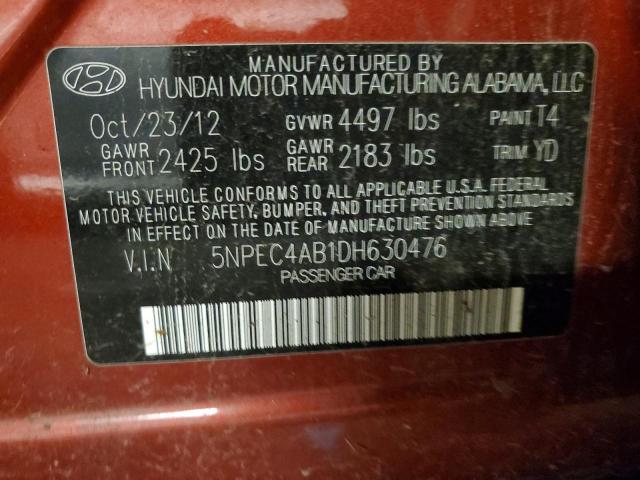 MANUFACTURED BY
HYUNDAI MOTOR MANUFACTURING ALABAMA, LLC
Oct/23/12 GVWR 4497 lbs PAINT T4
GAWR FRONT 2425 lbs GAWR REAR 2183 lbs TRIM YD
THIS VEHICLE CONFORMS TO ALL APPLICABLE U.S.A. FEDERAL
MOTOR VEHICLE SAFETY, BUMPER, AND THEFT PREVENTION STANDARDS
IN EFFECT ON THE DATE OF MANUFACTURE SHOWN ABOVE
V.I.N 5NPEC4AB1DH630476
PASSENGER CAR